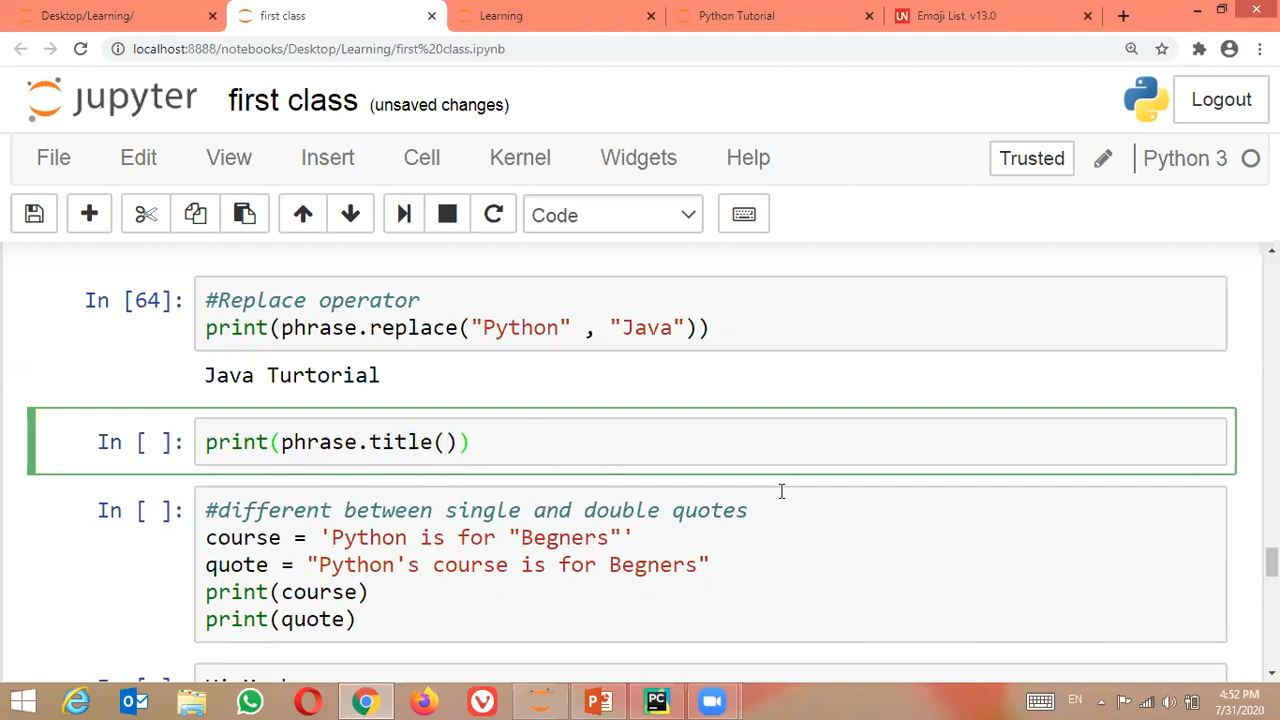 Desktop/Learning/
first class
Learning
Python Tutorial
UN Emoji List, v13.0
localhost:8888/notebooks/Desktop/Learning/first%20class.ipynb
jupyter first class (unsaved changes)
Logout
File Edit View Insert Cell Kernel Widgets Help
Trusted
Python 3
Code
In [64]: #Replace operator
print(phrase.replace("Python" , "Java"))
Java Turtorial
In [ ]: print(phrase.title())
In [ ]: #different between single and double quotes
course = 'Python is for "Begners"'
quote = "Python's course is for Begners"
print(course)
print(quote)
EN
4:52 PM
7/31/2020